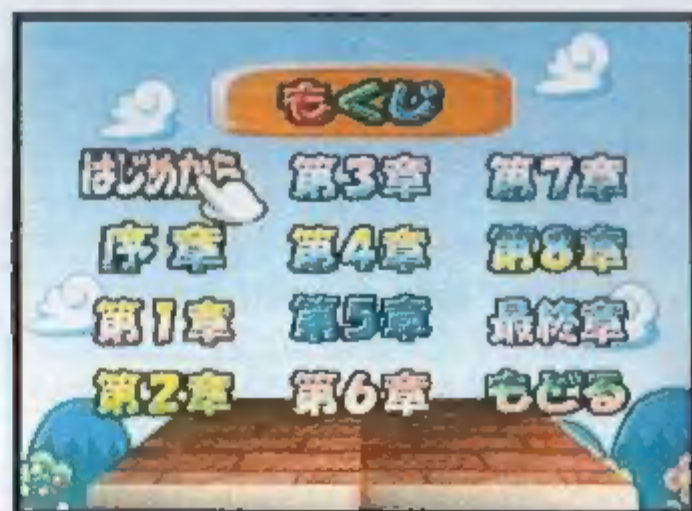 もくじ
はじめから
序章
第1章
第2章
第3章
第4章
第5章
第6章
第7章
第8章
最終章
もどる